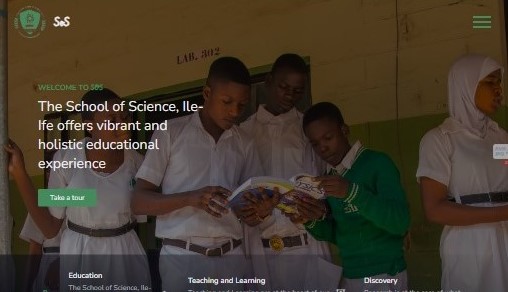 SoS
LAB. 302
WELCOME TO SOS
The School of Science, Ile-
Ife offers vibrant and
holistic educational
experience
Take a tour
Education
The School of Science, Ile-
Teaching and Learning
Discovery